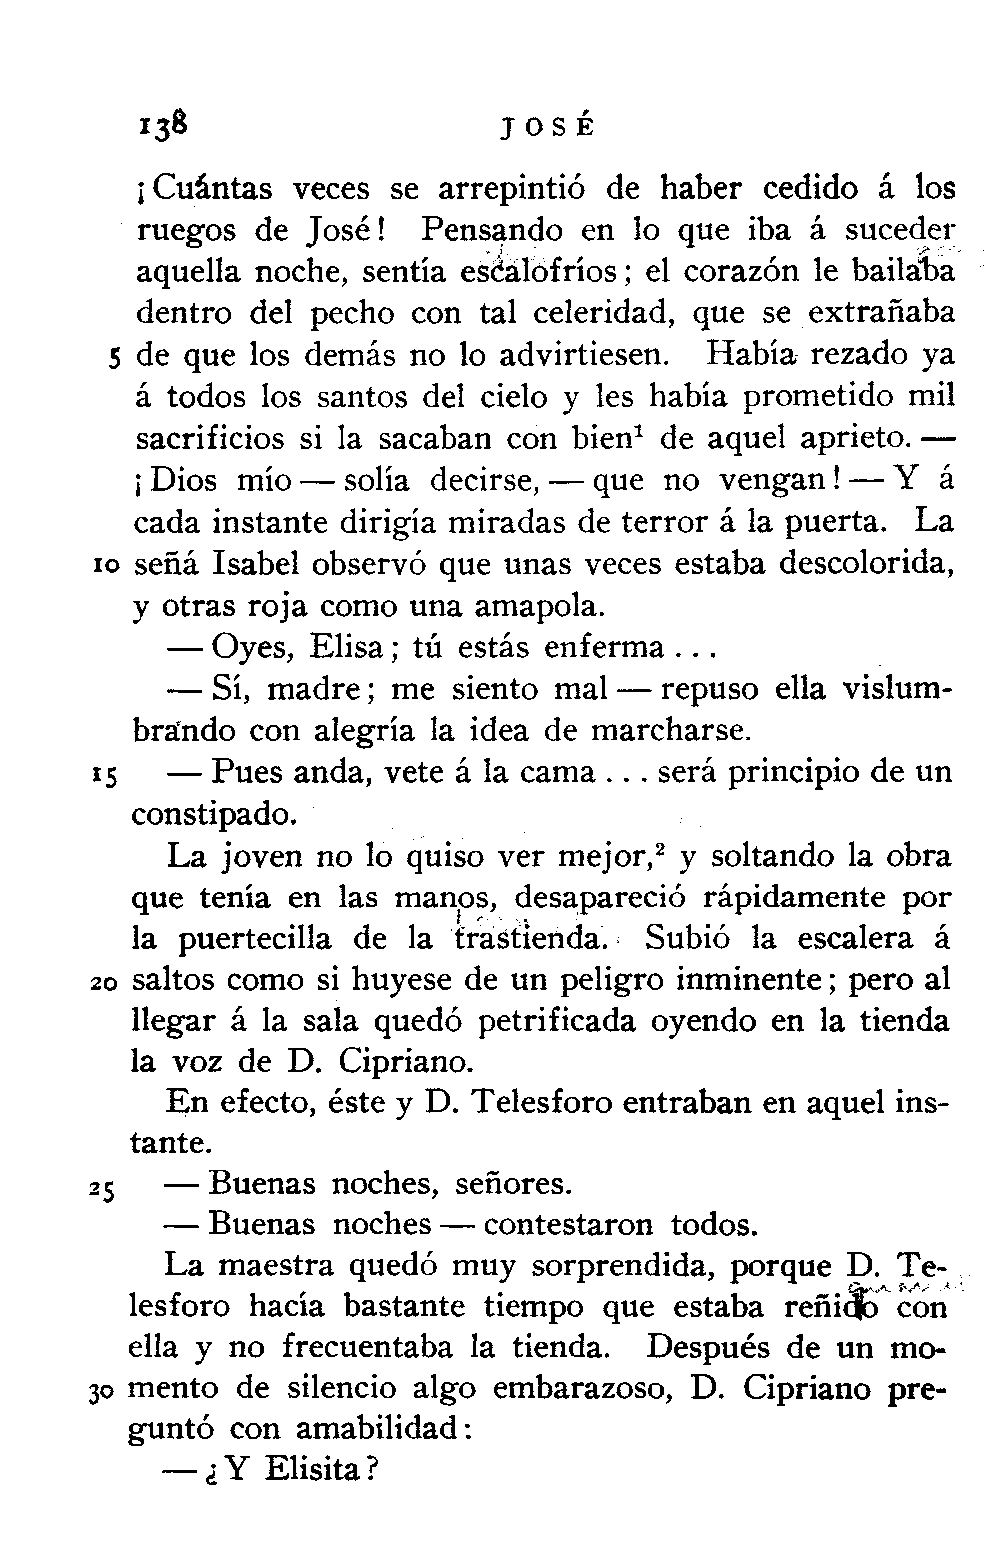 138 JOSÉ
¡Cuántas veces se arrepintió de haber cedido á los
ruegos de José! Pensando en lo que iba á suceder
aquella noche, sentía escalofríos; el corazón le bailaba
dentro del pecho con tal celeridad, que se extrañaba
5 de que los demás no lo advirtiesen. Había rezado ya
á todos los santos del cielo y les había prometido mil
sacrificios si la sacaban con bien¹ de aquel aprieto. —
¡Dios mío — solía decirse, — que no vengan! — Y á
cada instante dirigía miradas de terror á la puerta. La
10 señá Isabel observó que unas veces estaba descolorida,
y otras roja como una amapola.
— Oyes, Elisa; tú estás enferma . . .
— Sí, madre; me siento mal — repuso ella vislum-
brando con alegría la idea de marcharse.
15 — Pues anda, vete á la cama . . . será principio de un
constipado.
La joven no lo quiso ver mejor,² y soltando la obra
que tenía en las manos, desapareció rápidamente por
la puertecilla de la trastienda. Subió la escalera á
20 saltos como si huyese de un peligro inminente; pero al
llegar á la sala quedó petrificada oyendo en la tienda
la voz de D. Cipriano.
En efecto, éste y D. Telesforo entraban en aquel ins-
tante.
25 — Buenas noches, señores.
— Buenas noches — contestaron todos.
La maestra quedó muy sorprendida, porque D. Te-
lesforo hacía bastante tiempo que estaba reñido con
ella y no frecuentaba la tienda. Después de un mo-
30 mento de silencio algo embarazoso, D. Cipriano pre-
guntó con amabilidad:
— ¿Y Elisita?